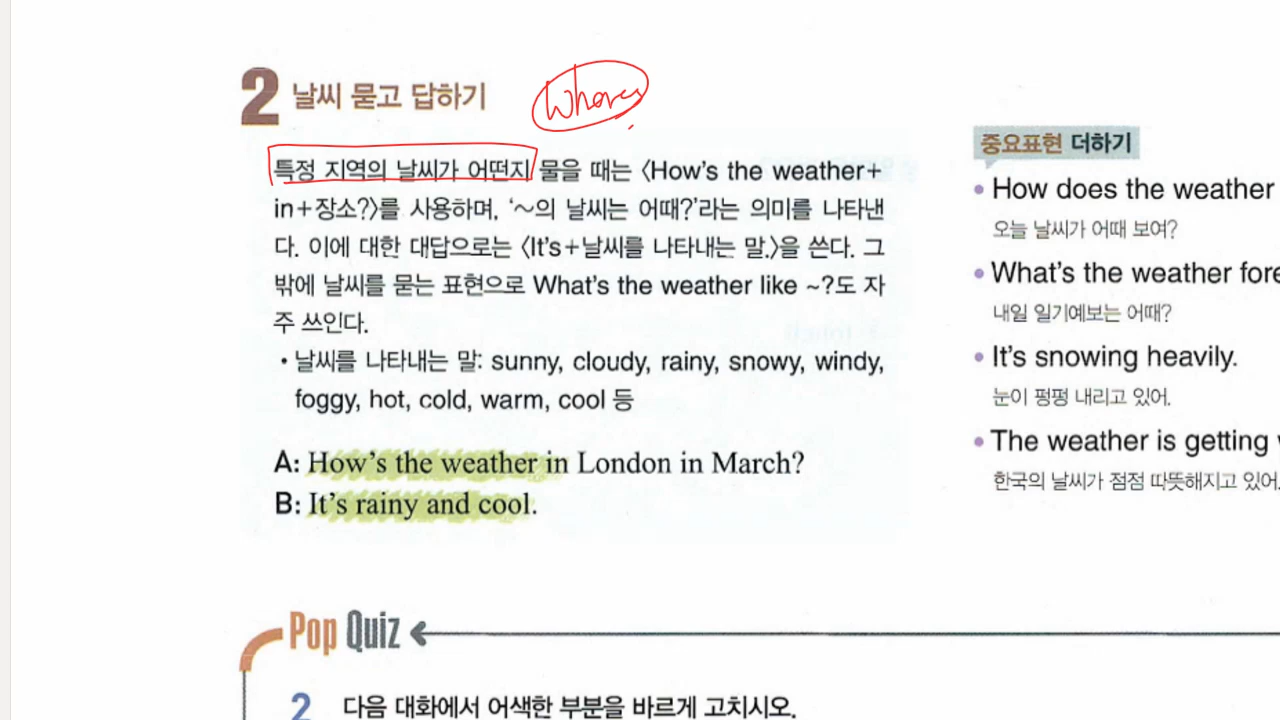 2 날씨 묻고 답하기
특정 지역의 날씨가 어떤지 물을 때는 〈How's the weather+
in+장소?〉를 사용하며, '~의 날씨는 어때?'라는 의미를 나타낸
다. 이에 대한 대답으로는 〈It's+날씨를 나타내는 말.〉을 쓴다. 그
밖에 날씨를 묻는 표현으로 What's the weather like ~?도 자
주 쓰인다.
• 날씨를 나타내는 말: sunny, cloudy, rainy, snowy, windy,
foggy, hot, cold, warm, cool 등
A: How's the weather in London in March?
B: It's rainy and cool.
중요표현 더하기
• How does the weather
오늘 날씨가 어때 보여?
• What's the weather fore
내일 일기예보는 어때?
• It's snowing heavily.
눈이 펑펑 내리고 있어.
• The weather is getting
한국의 날씨가 점점 따뜻해지고 있어.
Pop Quiz
2 다음 대화에서 어색한 부분을 바르게 고치시오.